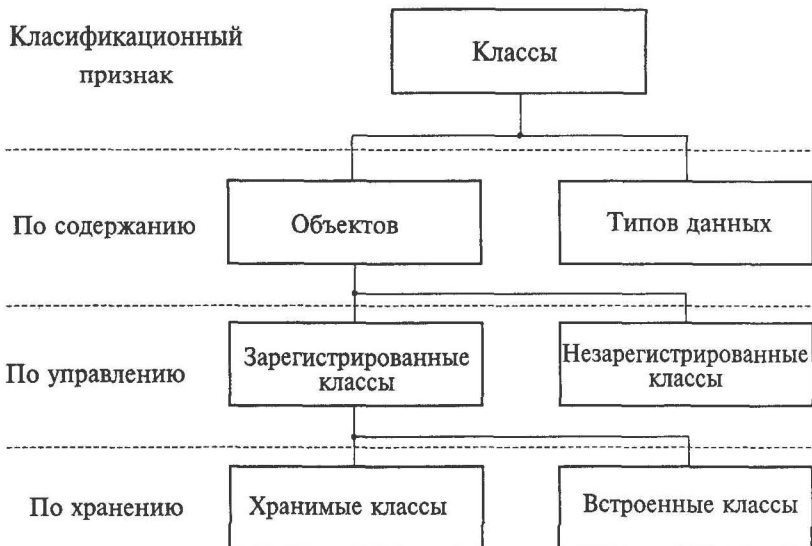 Класификационный
признак
Классы
По содержанию
Объектов
Типов данных
По управлению
Зарегистрированные
классы
Незарегистрированные
классы
По хранению
Хранимые классы
Встроенные классы